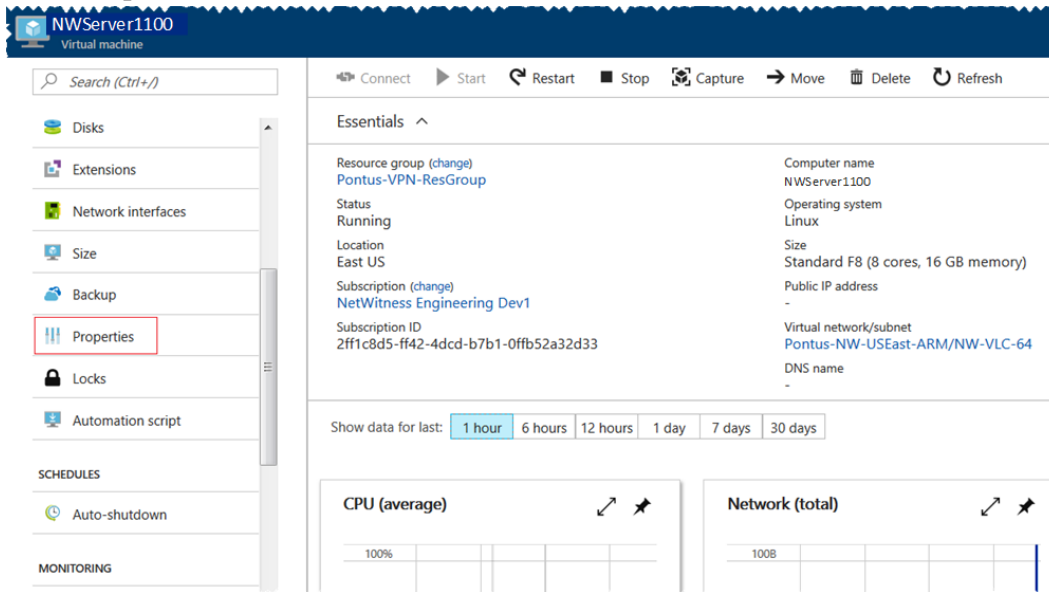 NWServer1100
Virtual machine
Search (Ctrl+/)
Disks
Extensions
Network interfaces
Size
Backup
Properties
Locks
Automation script
SCHEDULES
Auto-shutdown
MONITORING
Connect Start Restart Stop Capture Move Delete Refresh
Essentials
Resource group (change)
Pontus-VPN-ResGroup
Status
Running
Location
East US
Subscription (change)
NetWitness Engineering Dev1
Subscription ID
2ff1c8d5-ff42-4dcd-b7b1-0ffb52a32d33
Computer name
NWServer1100
Operating system
Linux
Size
Standard F8 (8 cores, 16 GB memory)
Public IP address
-
Virtual network/subnet
Pontus-NW-USEast-ARM/NW-VLC-64
DNS name
-
Show data for last: 1 hour 6 hours 12 hours 1 day 7 days 30 days
CPU (average)
100%
Network (total)
100B